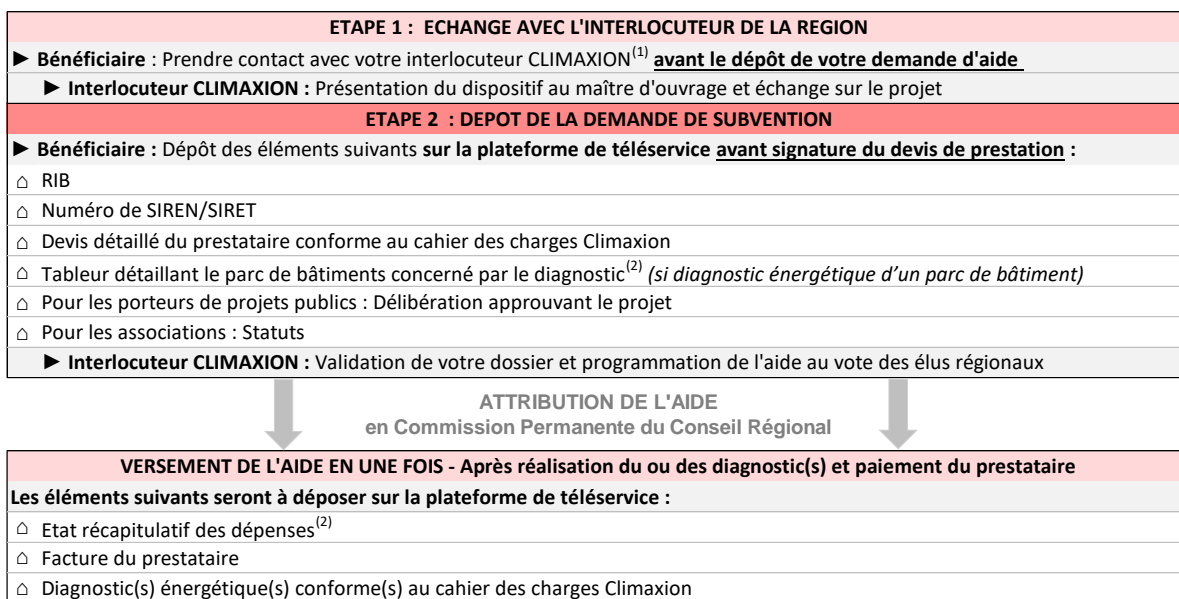 ETAPE 1 : ECHANGE AVEC L'INTERLOCUTEUR DE LA REGION
► Bénéficiaire : Prendre contact avec votre interlocuteur CLIMAXION(1) avant le dépôt de votre demande d'aide
► Interlocuteur CLIMAXION : Présentation du dispositif au maître d'ouvrage et échange sur le projet
ETAPE 2 : DEPOT DE LA DEMANDE DE SUBVENTION
► Bénéficiaire : Dépôt des éléments suivants sur la plateforme de téléservice avant signature du devis de prestation :
⌂ RIB
⌂ Numéro de SIREN/SIRET
⌂ Devis détaillé du prestataire conforme au cahier des charges Climaxion
⌂ Tableur détaillant le parc de bâtiments concerné par le diagnostic(2) (si diagnostic énergétique d'un parc de bâtiment)
⌂ Pour les porteurs de projets publics : Délibération approuvant le projet
⌂ Pour les associations : Statuts
► Interlocuteur CLIMAXION : Validation de votre dossier et programmation de l'aide au vote des élus régionaux
ATTRIBUTION DE L'AIDE
en Commission Permanente du Conseil Régional
VERSEMENT DE L'AIDE EN UNE FOIS - Après réalisation du ou des diagnostic(s) et paiement du prestataire
Les éléments suivants seront à déposer sur la plateforme de téléservice :
⌂ Etat récapitulatif des dépenses(2)
⌂ Facture du prestataire
⌂ Diagnostic(s) énergétique(s) conforme(s) au cahier des charges Climaxion